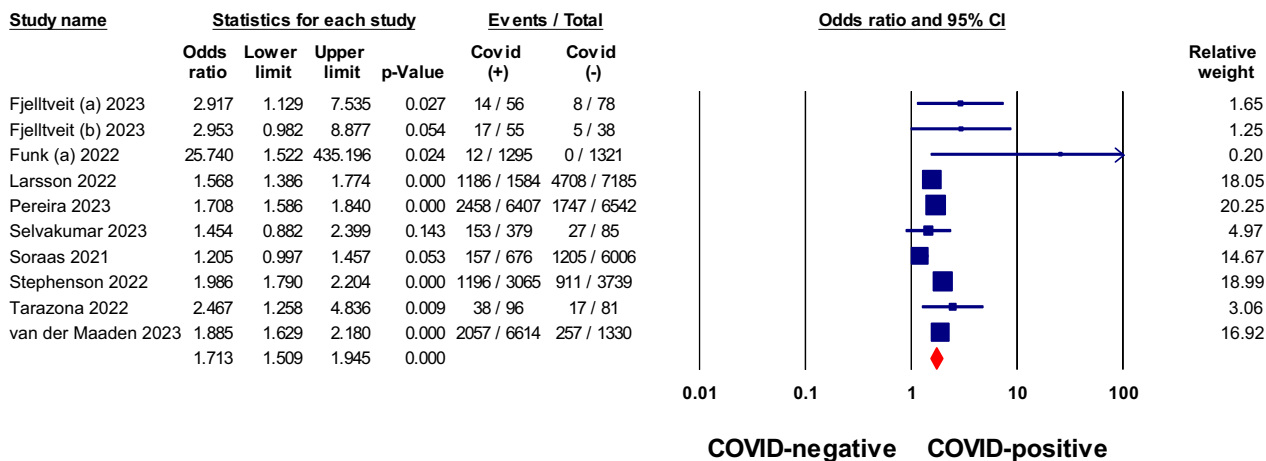 Study name Statistics for each study Events / Total Odds ratio and 95% CI
Odds Lower Upper Covid Covid Relative
ratio limit limit p-Value (+) (-) weight
Fjelltveit (a) 2023 2.917 1.129 7.535 0.027 14 / 56 8 / 78 1.65
Fjelltveit (b) 2023 2.953 0.982 8.877 0.054 17 / 55 5 / 38 1.25
Funk (a) 2022 25.740 1.522 435.196 0.024 12 / 1295 0 / 1321 0.20
Larsson 2022 1.568 1.386 1.774 0.000 1186 / 1584 4708 / 7185 18.05
Pereira 2023 1.708 1.586 1.840 0.000 2458 / 6407 1747 / 6542 20.25
Selvakumar 2023 1.454 0.882 2.399 0.143 153 / 379 27 / 85 4.97
Soraas 2021 1.205 0.997 1.457 0.053 157 / 676 1205 / 6006 14.67
Stephenson 2022 1.986 1.790 2.204 0.000 1196 / 3065 911 / 3739 18.99
Tarazona 2022 2.467 1.258 4.836 0.009 38 / 96 17 / 81 3.06
van der Maaden 2023 1.885 1.629 2.180 0.000 2057 / 6614 257 / 1330 16.92
1.713 1.509 1.945 0.000
0.01 0.1 1 10 100
COVID-negative COVID-positive